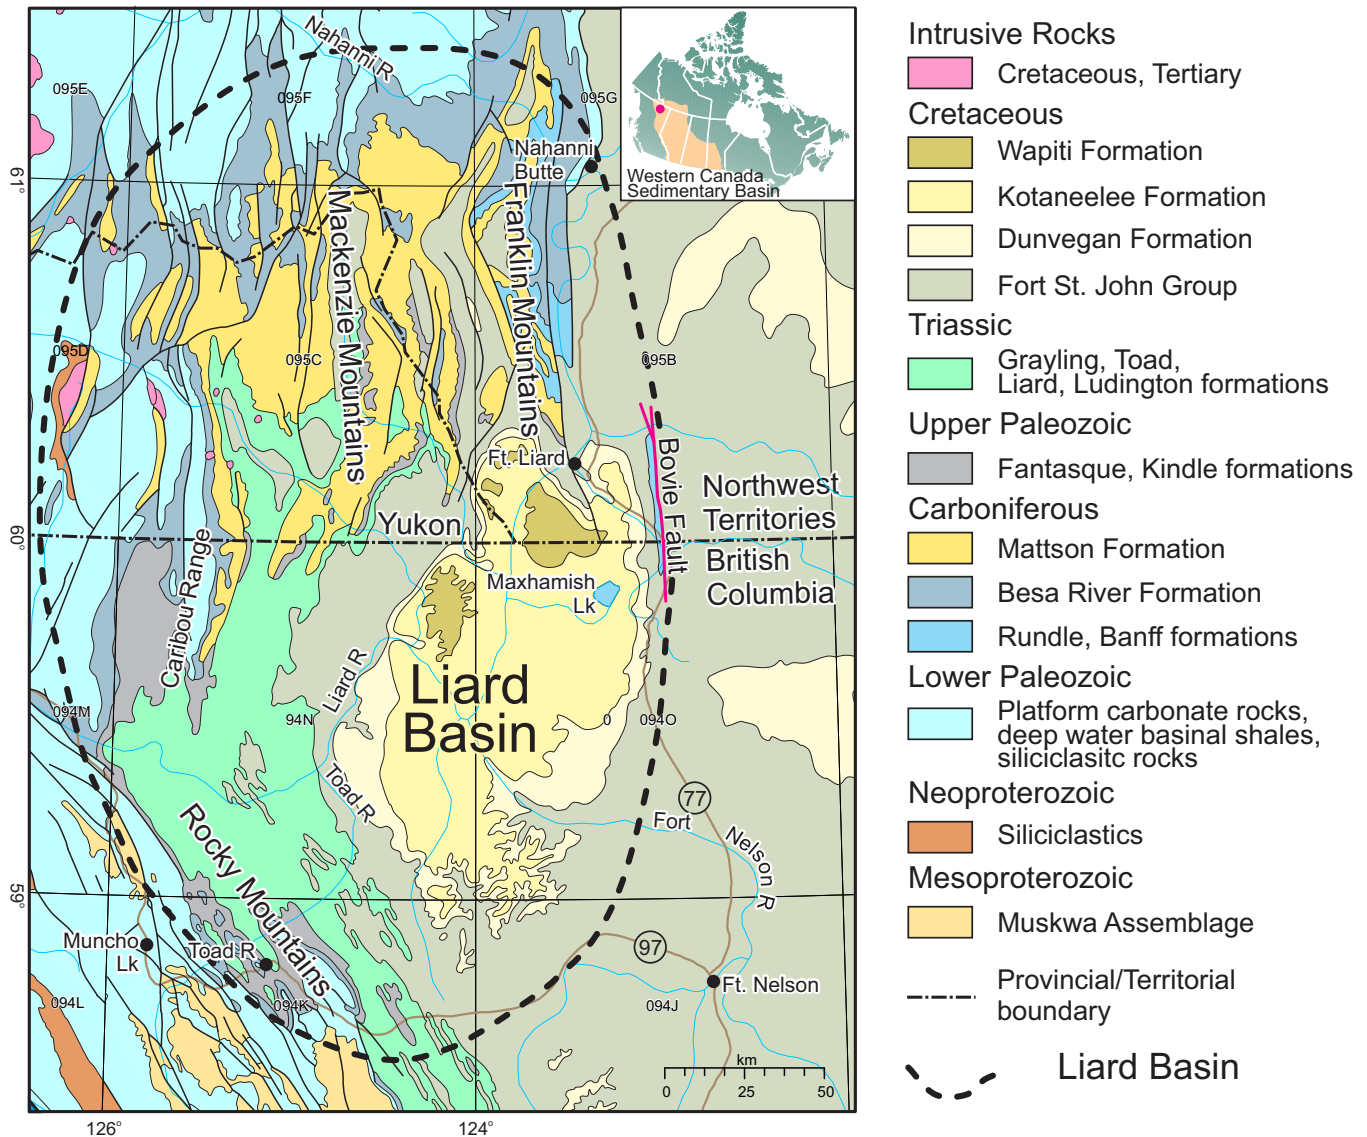 Nahanni R
095E
095F
095G
Nahanni
Butte
Western Canada
Sedimentary Basin
61°
Mackenzie Mountains
Franklin Mountains
095D
095C
095B
Ft. Liard
Bovie Fault
Northwest
Territories
Yukon
60°
British
Columbia
Maxhamish
Lk
Caribou Range
Liard R
Liard
Basin
094M
94N
0
094O
Toad R
77
Fort
Nelson R
Rocky Mountains
5°
97
Muncho
Lk
Toad R
Ft. Nelson
094L
094K
094J
km
0
25
50
126°
124°
Intrusive Rocks
Cretaceous, Tertiary
Cretaceous
Wapiti Formation
Kotaneelee Formation
Dunvegan Formation
Fort St. John Group
Triassic
Grayling, Toad,
Liard, Ludington formations
Upper Paleozoic
Fantasque, Kindle formations
Carboniferous
Mattson Formation
Besa River Formation
Rundle, Banff formations
Lower Paleozoic
Platform carbonate rocks,
deep water basinal shales,
siliciclasitc rocks
Neoproterozoic
Siliciclastics
Mesoproterozoic
Muskwa Assemblage
Provincial/Territorial
boundary
Liard Basin